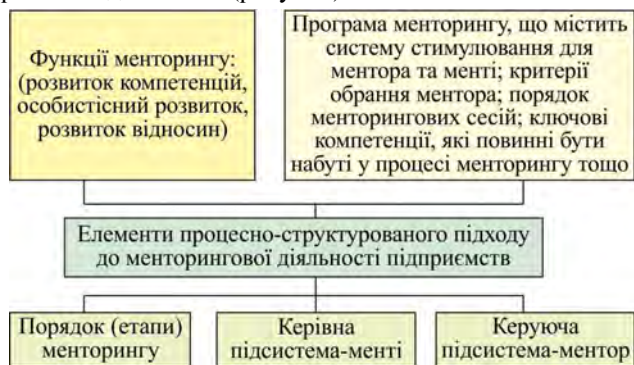 Функції менторингу:
(розвиток компетенцій,
особистісний розвиток,
розвиток відносин)
Програма менторингу, що містить
систему стимулювання для
ментора та менті; критерії
обрання ментора; порядок
менторингових сесій; ключові
компетенції, які повинні бути
набуті у процесі менторингу тощо
Елементи процесно-структурованого підходу
до менторингової діяльності підприємств
Порядок (етапи)
менторингу
Керівна
підсистема-менті
Керуюча
підсистема-ментор